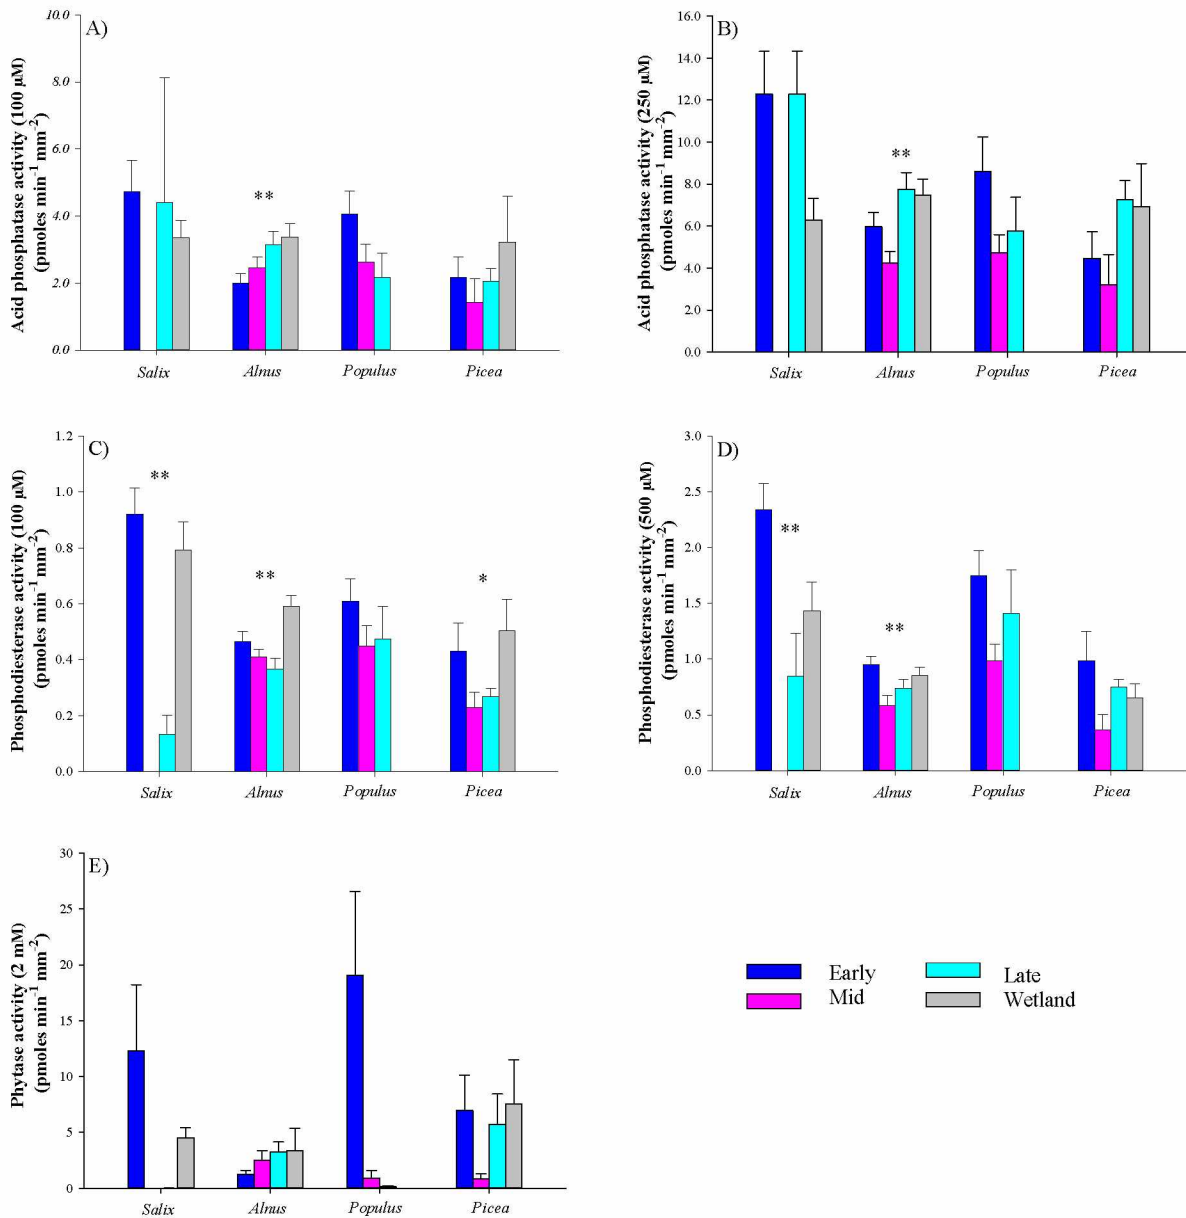 A)
Acid phosphatase activity (100 µM)
(pmoles min⁻¹ mm⁻²)
10.0
8.0
6.0
4.0
2.0
0.0
**
Salix Alnus Populus Picea
B)
Acid phosphatase activity (250 µM)
(pmoles min⁻¹ mm⁻²)
16.0
14.0
12.0
10.0
8.0
6.0
4.0
2.0
0.0
**
Salix Alnus Populus Picea
C)
Phosphodiesterase activity (100 µM)
(pmoles min⁻¹ mm⁻²)
1.2
1.0
0.8
0.6
0.4
0.2
0.0
**
**
*
Salix Alnus Populus Picea
D)
Phosphodiesterase activity (500 µM)
(pmoles min⁻¹ mm⁻²)
3.0
2.5
2.0
1.5
1.0
0.5
0.0
**
**
Salix Alnus Populus Picea
E)
Phytase activity (2 mM)
(pmoles min⁻¹ mm⁻²)
30
25
20
15
10
5
0
Salix Alnus Populus Picea
Early Late
Mid Wetland